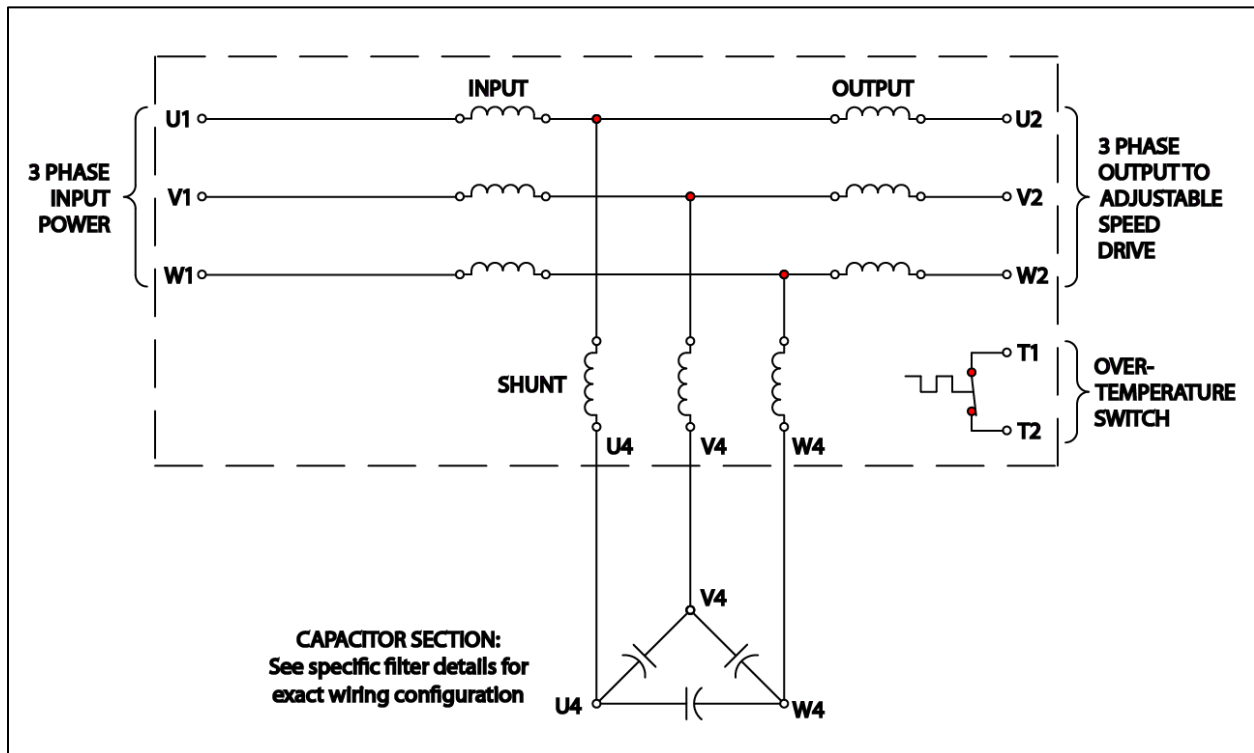 INPUT
OUTPUT
U1
U2
3 PHASE
INPUT
POWER
V1
V2
3 PHASE
OUTPUT TO
ADJUSTABLE
SPEED
DRIVE
W1
W2
SHUNT
T1
T2
OVER-
TEMPERATURE
SWITCH
U4
V4
W4
V4
CAPACITOR SECTION:
See specific filter details for
exact wiring configuration
U4
W4